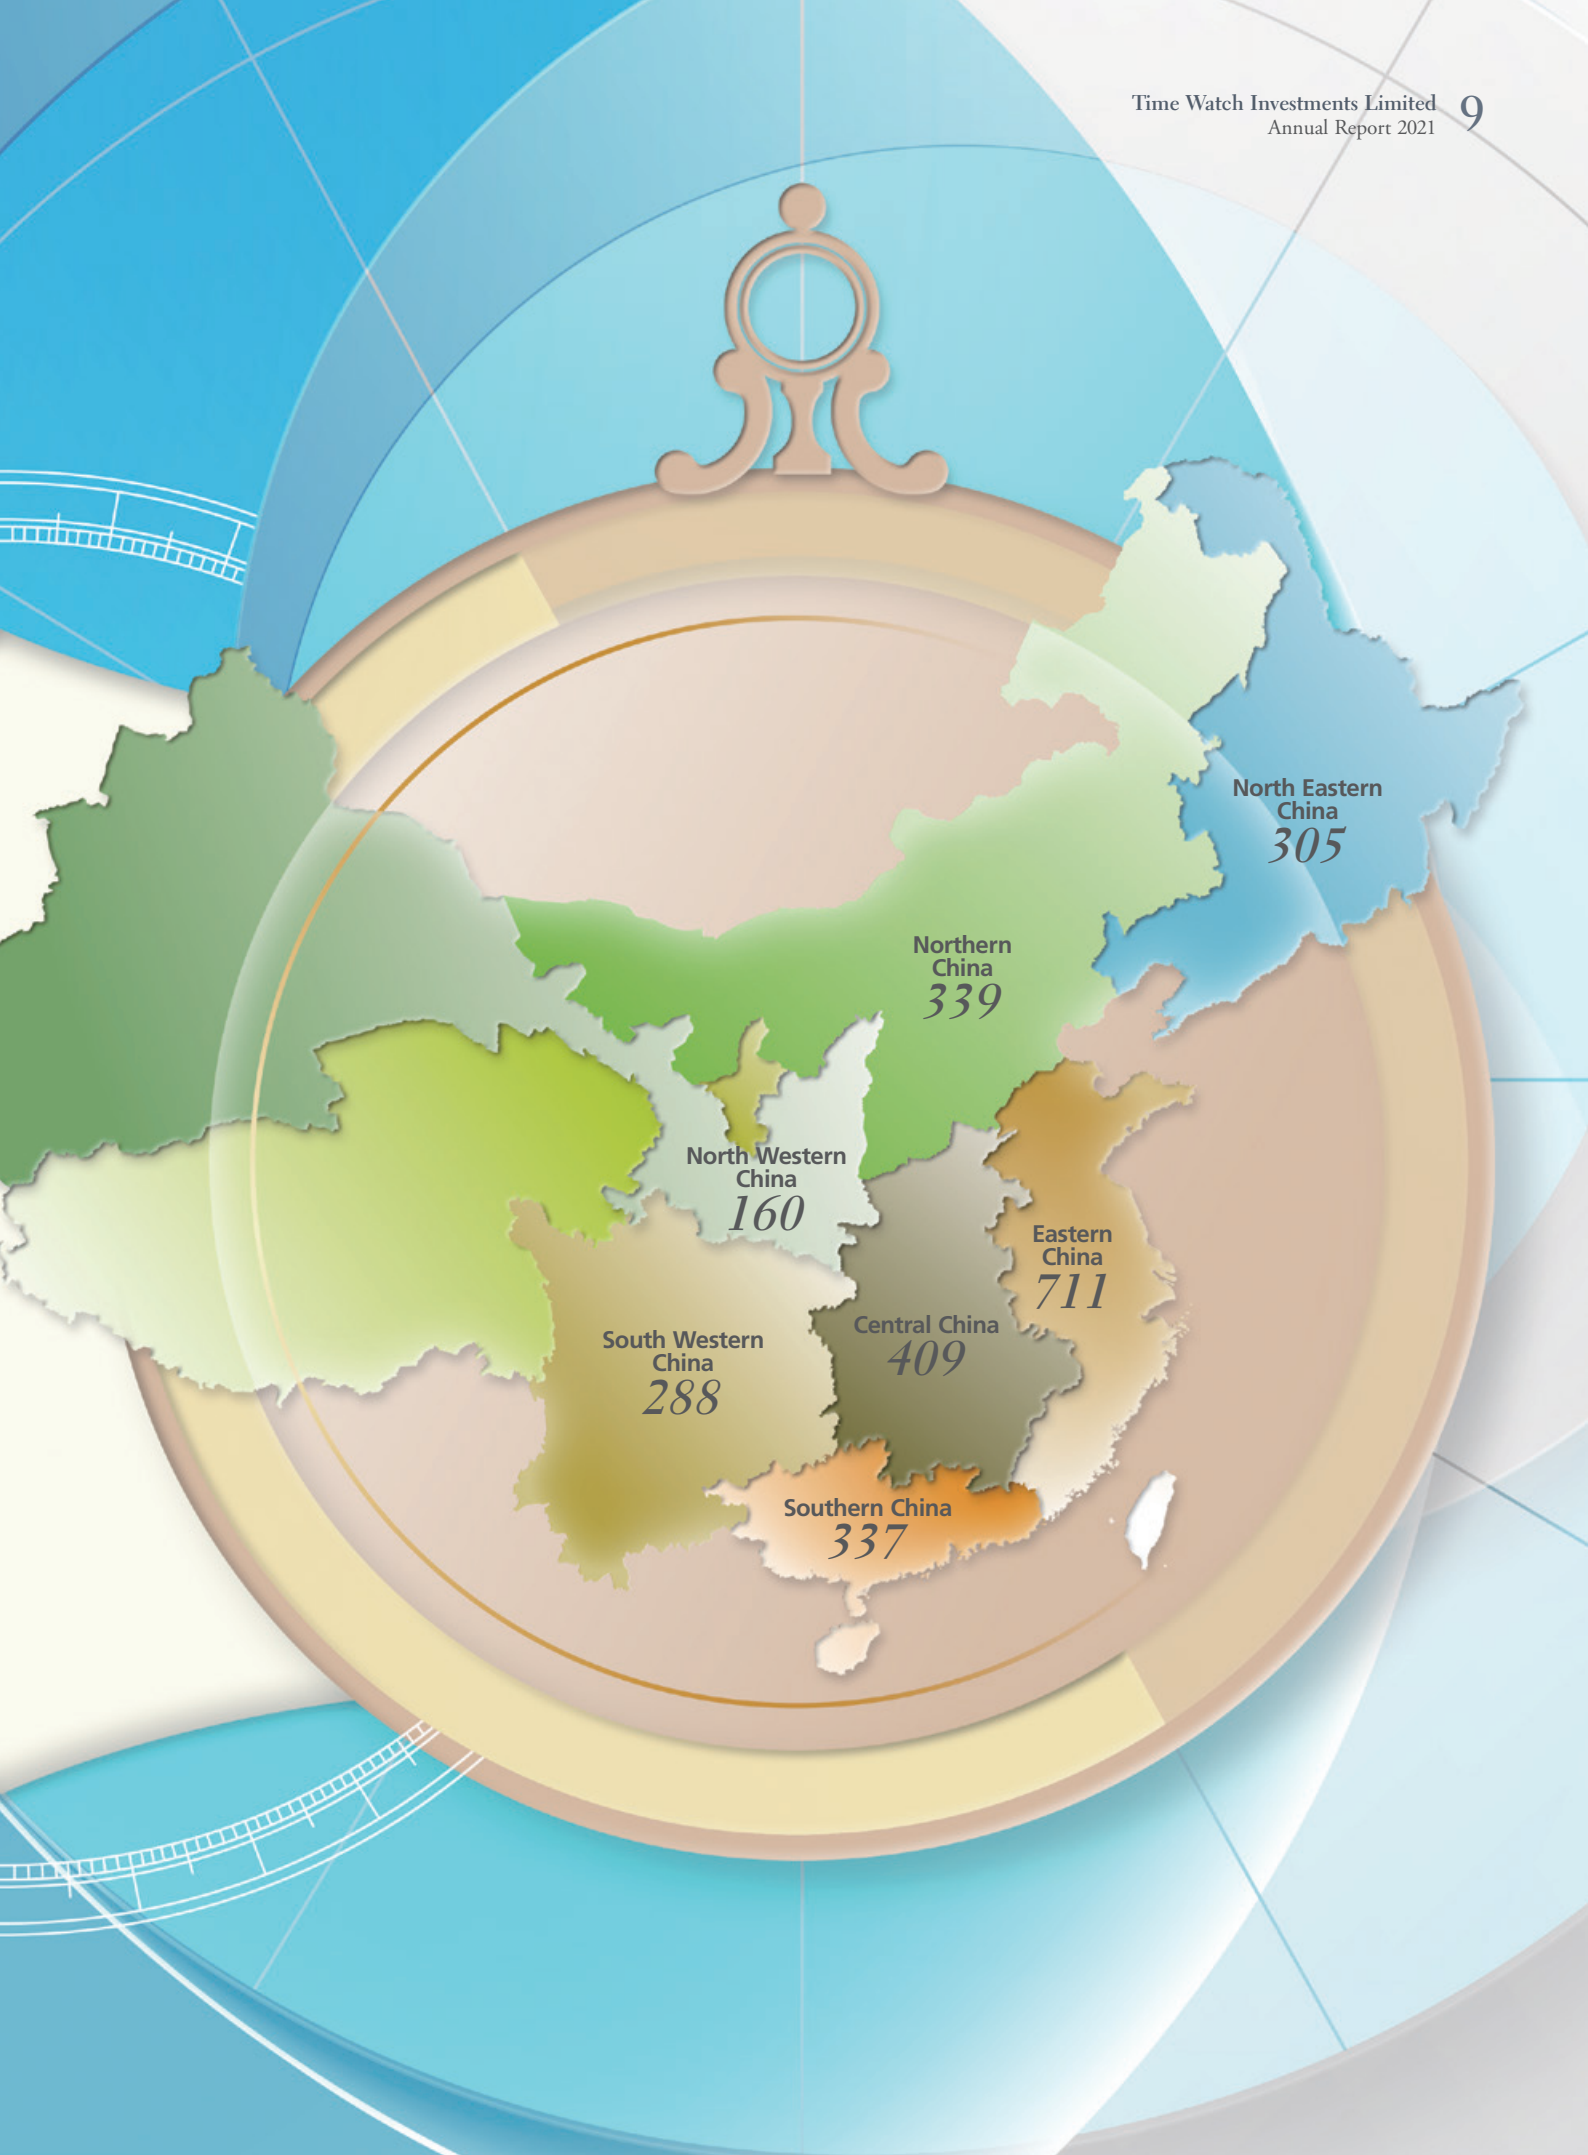 Time Watch Investments Limited 9
Annual Report 2021
North Eastern
China
305
Northern
China
339
North Western
China
160
Eastern
China
711
Central China
409
South Western
China
288
Southern China
337